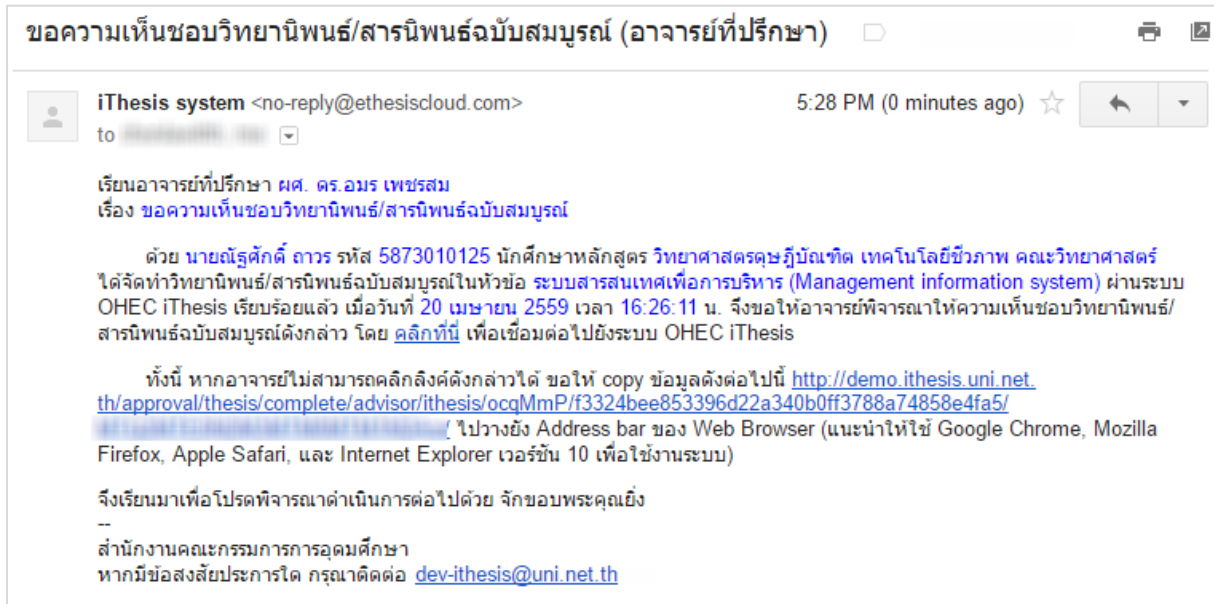 ขอความเห็นชอบวิทยานิพนธ์/สารนิพนธ์ฉบับสมบูรณ์ (อาจารย์ที่ปรึกษา)
iThesis system <no-reply@ethesiscloud.com>
5:28 PM (0 minutes ago)
to
เรียนอาจารย์ที่ปรึกษา ผศ. ดร.อมร เพชรสม
เรื่อง ขอความเห็นชอบวิทยานิพนธ์/สารนิพนธ์ฉบับสมบูรณ์
ด้วย นายณัฐศักดิ์ ถาวร รหัส 5873010125 นักศึกษาหลักสูตร วิทยาศาสตรดุษฎีบัณฑิต เทคโนโลยีชีวภาพ คณะวิทยาศาสตร์
ได้จัดทำวิทยานิพนธ์/สารนิพนธ์ฉบับสมบูรณ์ในหัวข้อ ระบบสารสนเทศเพื่อการบริหาร (Management information system) ผ่านระบบ
OHEC iThesis เรียบร้อยแล้ว เมื่อวันที่ 20 เมษายน 2559 เวลา 16:26:11 น. จึงขอให้อาจารย์พิจารณาให้ความเห็นชอบวิทยานิพนธ์/
สารนิพนธ์ฉบับสมบูรณ์ดังกล่าว โดย คลิกที่นี่ เพื่อเชื่อมต่อไปยังระบบ OHEC iThesis
ทั้งนี้ หากอาจารย์ไม่สามารถคลิกลิงค์ดังกล่าวได้ ขอให้ copy ข้อมูลดังต่อไปนี้ http://demo.ithesis.uni.net.
th/approval/thesis/complete/advisor/ithesis/ocqMmP/f3324bee853396d22a340b0ff3788a74858e4fa5/
/ ไปวางยัง Address bar ของ Web Browser (แนะนำให้ใช้ Google Chrome, Mozilla
Firefox, Apple Safari, และ Internet Explorer เวอร์ชัน 10 เพื่อใช้งานระบบ)
จึงเรียนมาเพื่อโปรดพิจารณาดำเนินการต่อไปด้วย จักขอบพระคุณยิ่ง
--
สำนักงานคณะกรรมการการอุดมศึกษา
หากมีข้อสงสัยประการใด กรุณาติดต่อ dev-ithesis@uni.net.th